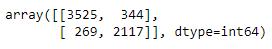 array([[3525,  344],
       [ 269, 2117]], dtype=int64)